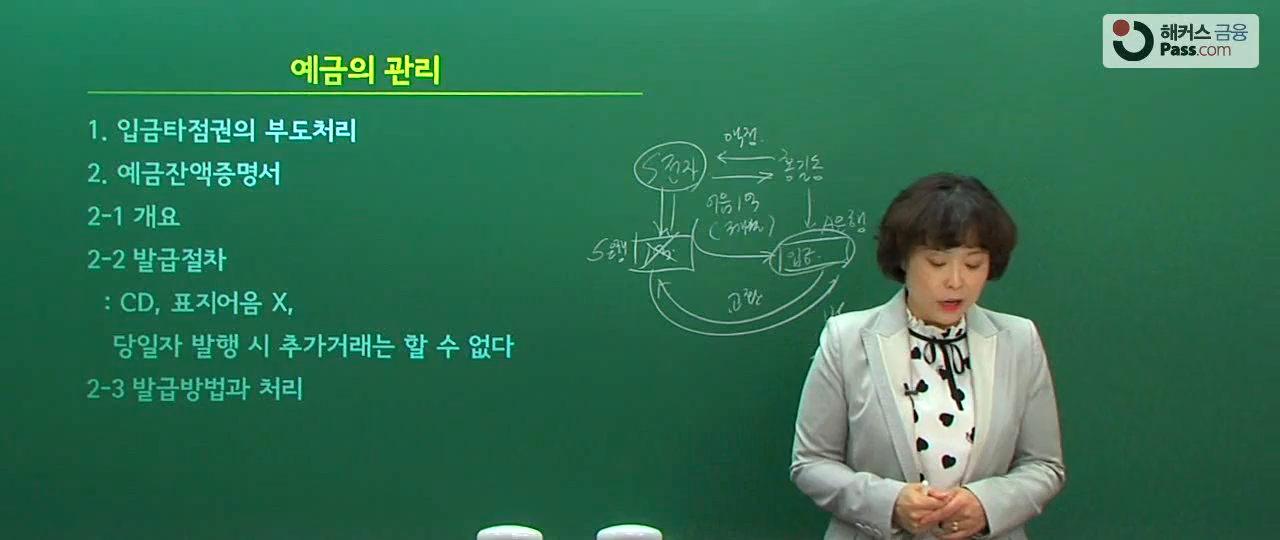 해커스 금융
Pass.com
예금의 관리
1. 입금타점권의 부도처리
2. 예금잔액증명서
2-1 개요
2-2 발급절차
: CD, 표지어음 X,
당일자 발행 시 추가거래는 할 수 없다
2-3 발급방법과 처리
S전자
홍길동
어음 1억
A은행
S은행
입금
교환